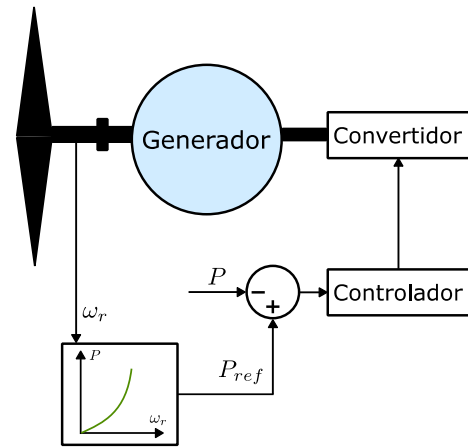 Generador
Convertidor
P
−
+
Controlador
ω_r
P
ω_r
P_ref